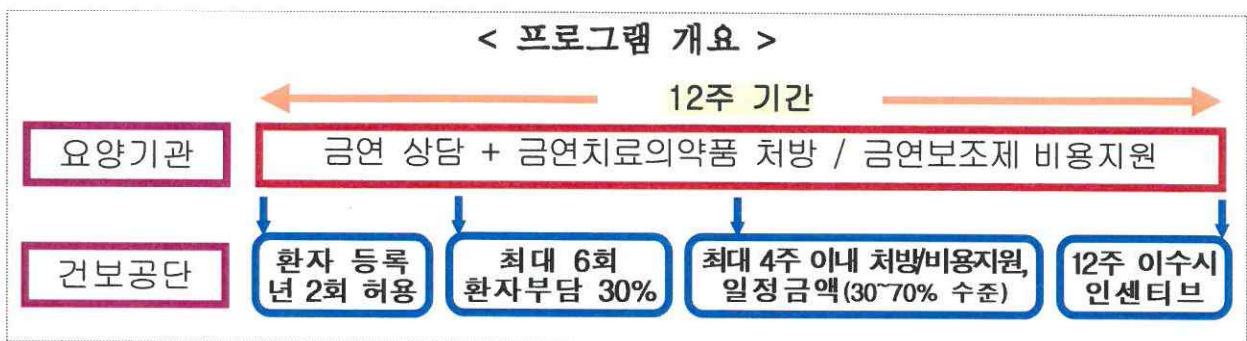 < 프로그램 개요 >
12주 기간
요양기관
금연 상담 + 금연치료의약품 처방 / 금연보조제 비용지원
건보공단
환자 등록
년 2회 허용
최대 6회
환자부담 30%
최대 4주 이내 처방/비용지원,
일정금액(30~70% 수준)
12주 이수시
인센티브